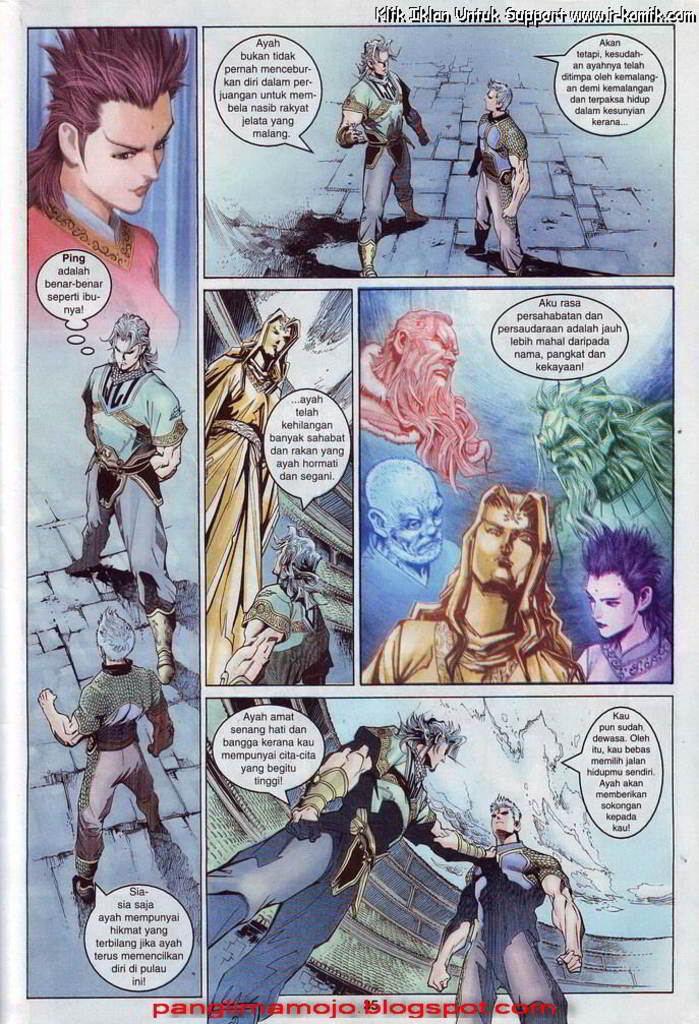 Klik Iklan Untuk Support www.ir-komik.com
Ping
adalah
benar-benar
seperti ibu-
nya!
Sia-
sia saja
ayah mempunyai
hikmat yang
terbilang jika ayah
terus memencilkan
diri di pulau
ini!
Ayah
bukan tidak
pernah mencebur-
kan diri dalam per-
juangan untuk mem-
bela nasib rakyat
jelata yang
malang.
Akan
tetapi, kesudah-
an ayahnya telah
ditimpa oleh kemalang-
an demi kemalangan
dan terpaksa hidup
dalam kesunyian
kerana...
...ayah
telah
kehilangan
banyak sahabat
dan rakan yang
ayah hormati
dan segani.
Aku rasa
persahabatan dan
persaudaraan adalah jauh
lebih mahal daripada
nama, pangkat dan
kekayaan!
Ayah amat
senang hati dan
bangga kerana kau
mempunyai cita-cita
yang begitu
tinggi!
Kau
pun sudah
dewasa. Oleh
itu, kau bebas
memilih jalan
hidupmu sendiri.
Ayah akan
memberikan
sokongan
kepada
kau!
panglimamojo.blogspot.com